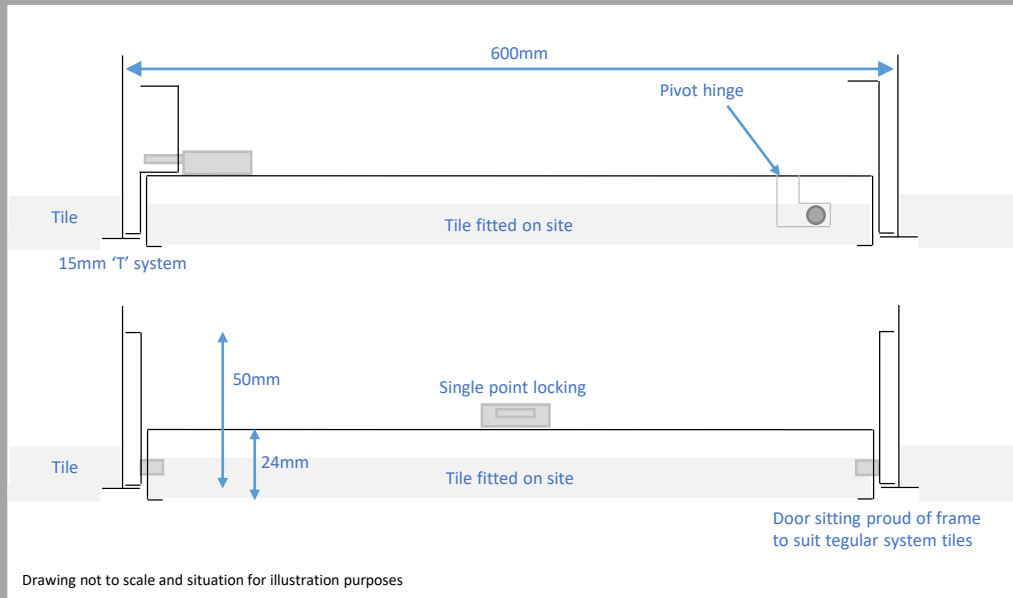 600mm
Pivot hinge
Tile
Tile fitted on site
15mm ‘T’ system
50mm
Single point locking
Tile
24mm
Tile fitted on site
Door sitting proud of frame
to suit tegular system tiles
Drawing not to scale and situation for illustration purposes